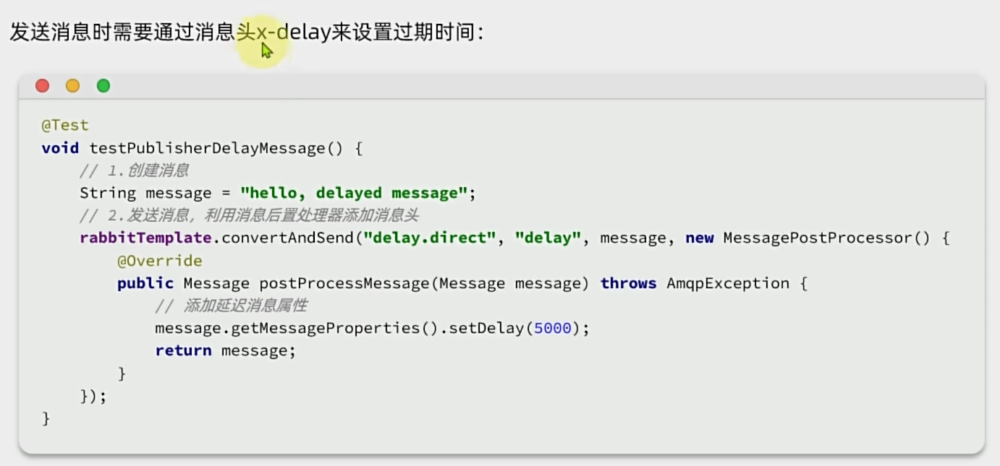 发送消息时需要通过消息头x-delay来设置过期时间：
@Test
void testPublisherDelayMessage() {
    // 1.创建消息
    String message = "hello, delayed message";
    // 2.发送消息，利用消息后置处理器添加消息头
    rabbitTemplate.convertAndSend("delay.direct", "delay", message, new MessagePostProcessor() {
        @Override
        public Message postProcessMessage(Message message) throws AmqpException {
            // 添加延迟消息属性
            message.getMessageProperties().setDelay(5000);
            return message;
        }
    });
}